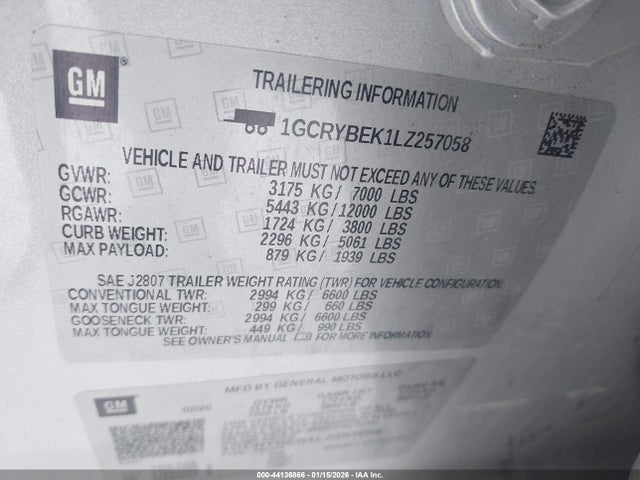 GM
TRAILERING INFORMATION
1GCRYBEK1LZ257058
VEHICLE AND TRAILER MUST NOT EXCEED ANY OF THESE VALUES
GVWR: 3175 KG/ 7000 LBS
GCWR: 5443 KG/12000 LBS
RGAWR: 1724 KG/ 3800 LBS
CURB WEIGHT: 2296 KG/ 5061 LBS
MAX PAYLOAD: 879 KG/ 1939 LBS
SAE J2807 TRAILER WEIGHT RATING (TWR) FOR VEHICLE CONFIGURATION.
CONVENTIONAL TWR: 2994 KG/ 6600 LBS
MAX TONGUE WEIGHT: 299 KG/ 660 LBS
GOOSENECK TWR: 2994 KG/ 6600 LBS
MAX TONGUE WEIGHT: 449 KG/ 990 LBS
SEE OWNER'S MANUAL FOR MORE INFORMATION
MFD BY GENERAL MOTORS LLC
GM 02/20 GVWR
000-44136866 - 01/15/2026 - IAA, Inc.